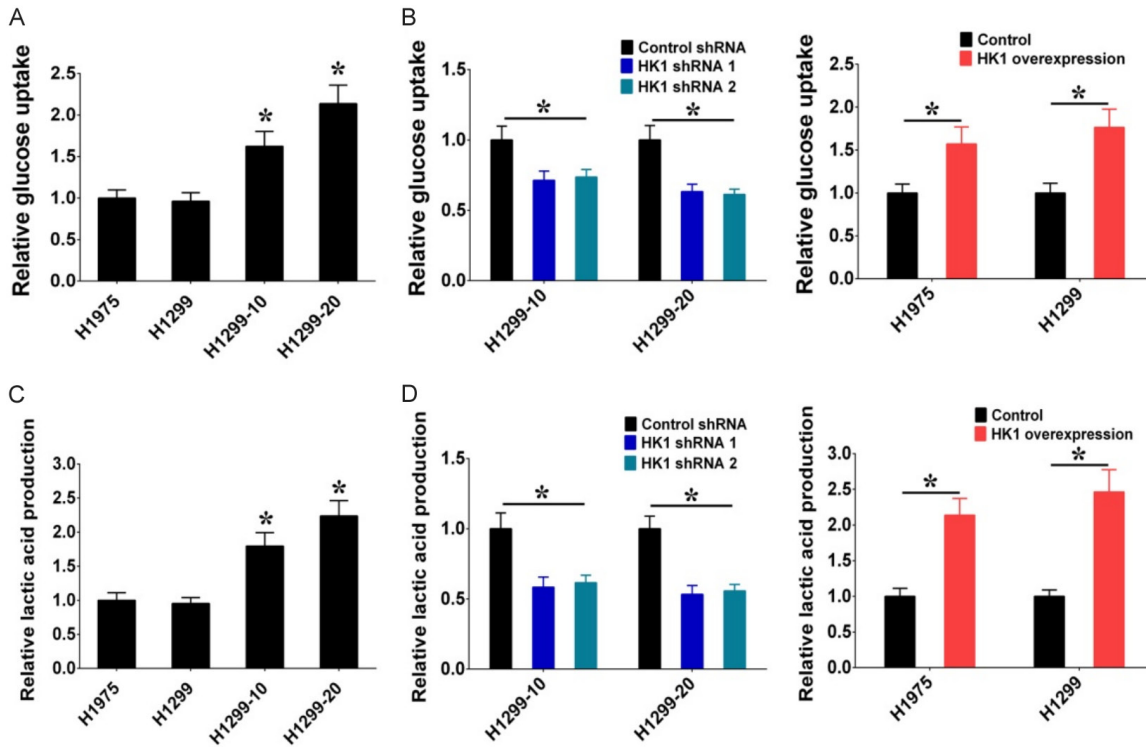 A
Relative glucose uptake
2.5
2.0
1.5
1.0
0.5
0.0
*
*
H1975
H1299
H1299-10
H1299-20
B
Relative glucose uptake
1.5
1.0
0.5
0.0
Control shRNA
HK1 shRNA 1
HK1 shRNA 2
*
*
H1299-10
H1299-20
Relative glucose uptake
2.5
2.0
1.5
1.0
0.5
0.0
Control
HK1 overexpression
*
*
H1975
H1299
C
Relative lactic acid production
3.0
2.5
2.0
1.5
1.0
0.5
0.0
*
*
H1975
H1299
H1299-10
H1299-20
D
Relative lactic acid production
1.5
1.0
0.5
0.0
Control shRNA
HK1 shRNA 1
HK1 shRNA 2
*
*
H1299-10
H1299-20
Relative lactic acid production
3.0
2.5
2.0
1.5
1.0
0.5
0.0
Control
HK1 overexpression
*
*
H1975
H1299